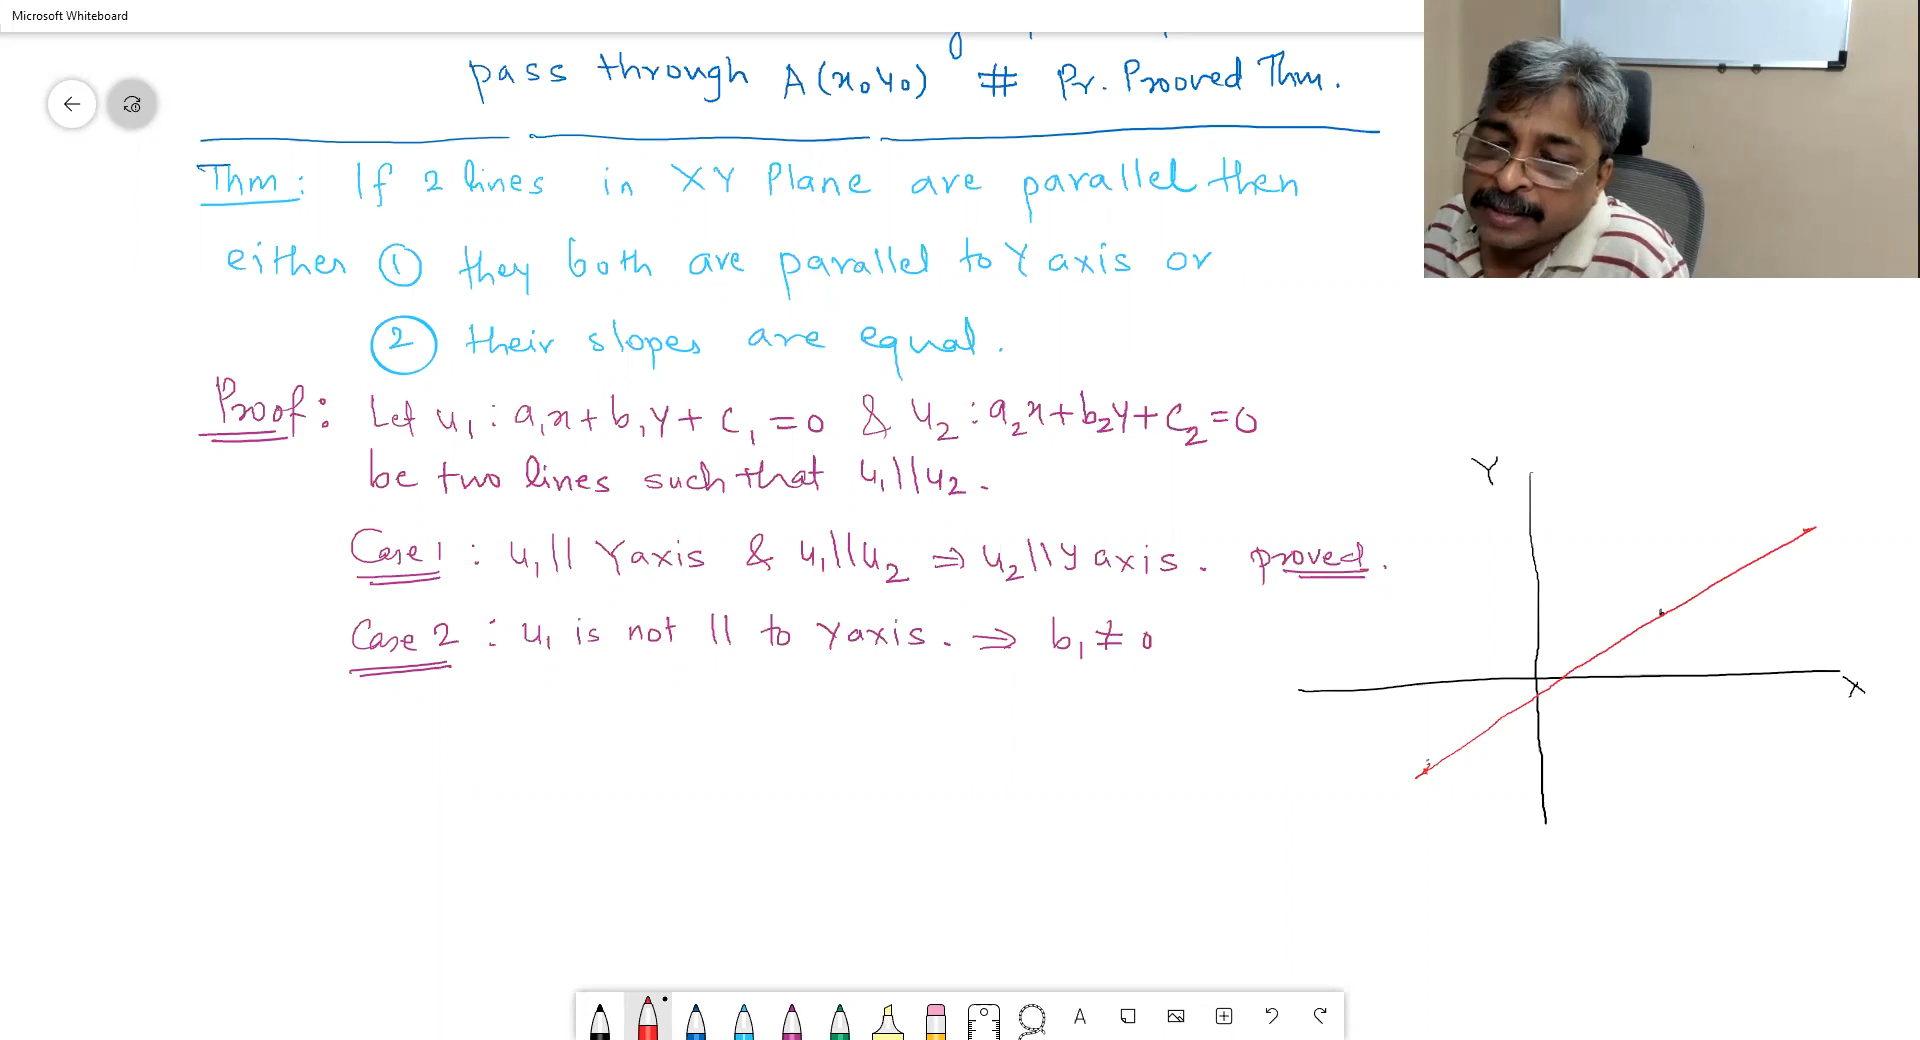 Microsoft Whiteboard
pass through A(x₀y₀) # Pr. Prooved Thm.
Thm: If 2 lines in XY Plane are parallel then
either ① they both are parallel to Y axis or
② their slopes are equal.
Proof: Let u₁ : a₁x + b₁y + c₁ = 0 & u₂ : a₂x + b₂y + c₂ = 0
be two lines such that u₁ || u₂.
Case 1 : u₁ || Y axis & u₁ || u₂ ⇒ u₂ || y axis. proved.
Case 2 : u₁ is not || to Y axis. ⇒ b₁ ≠ 0
Y
X
A